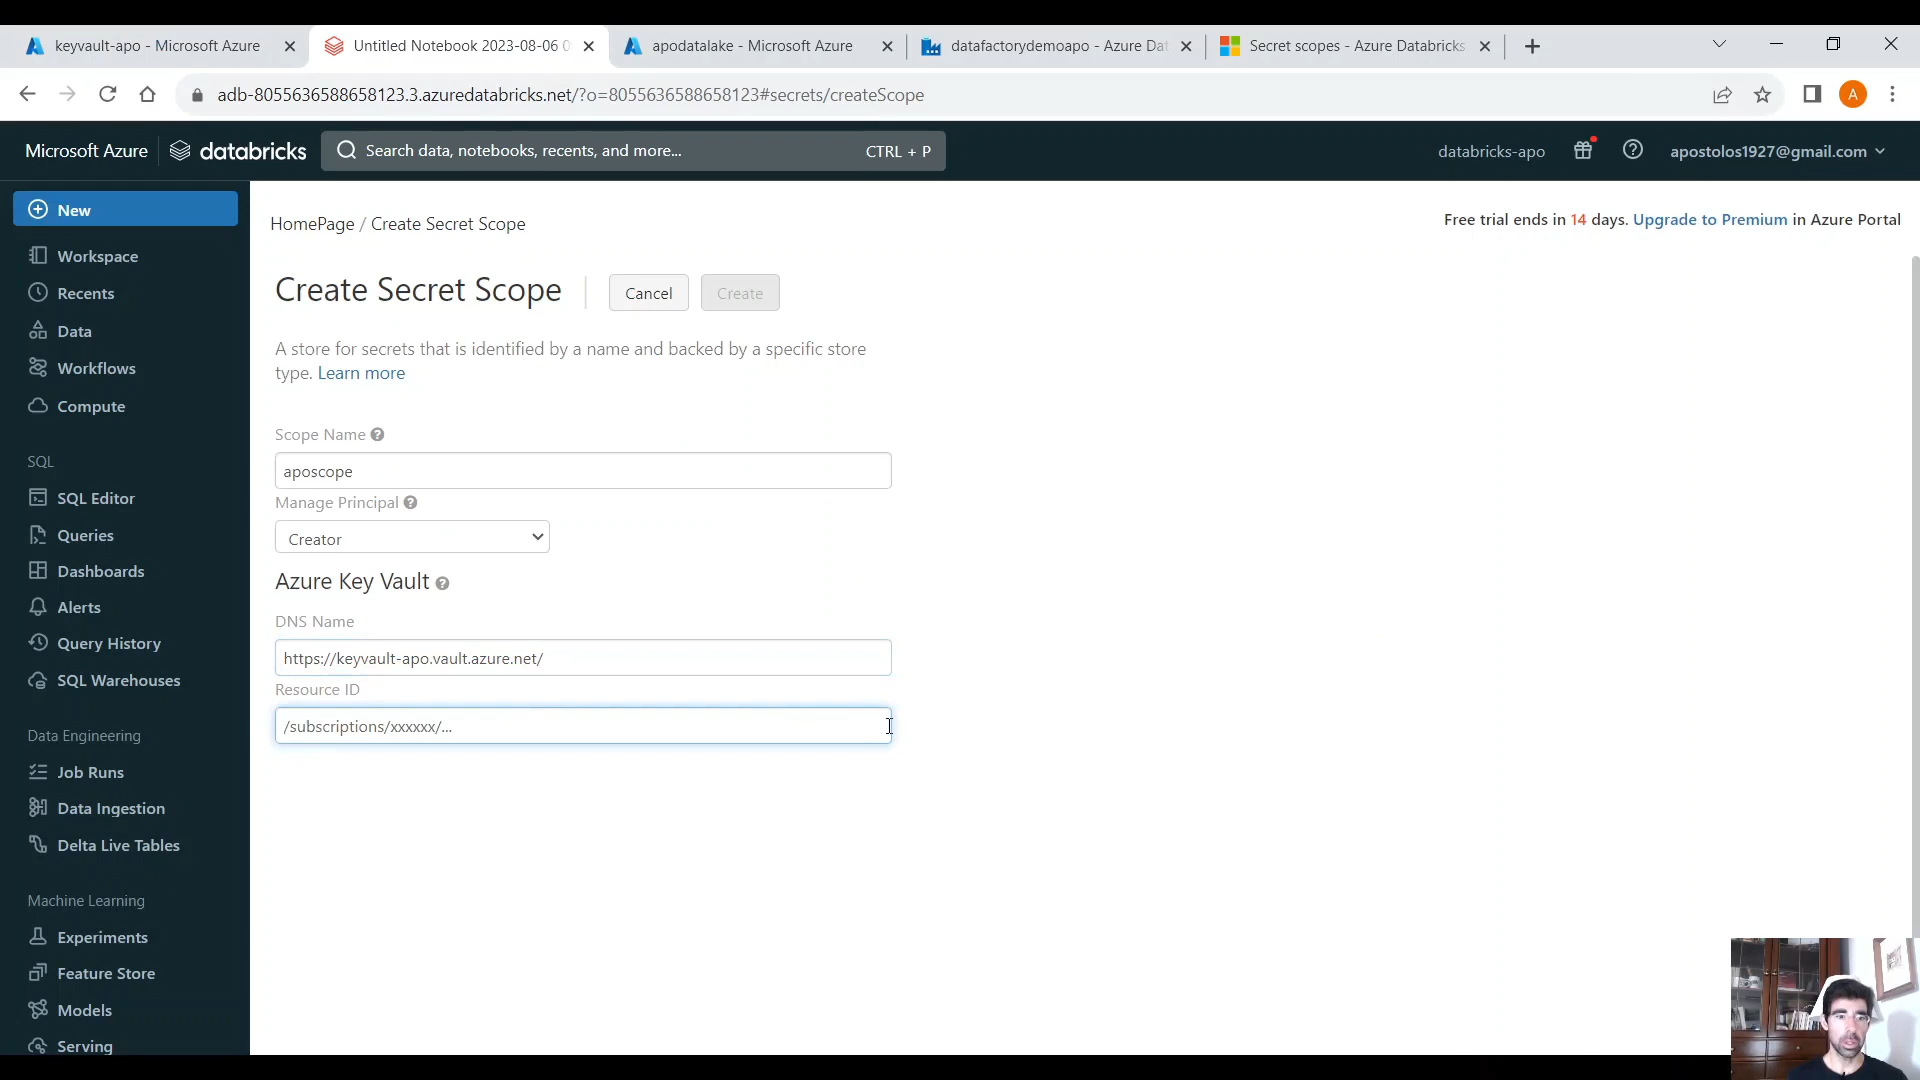 keyvault-apo - Microsoft Azure
Untitled Notebook 2023-08-06 0
apodatalake - Microsoft Azure
datafactorydemoapo - Azure Dat
Secret scopes - Azure Databricks
adb-8055636588658123.3.azuredatabricks.net/?o=8055636588658123#secrets/createScope
A
Microsoft Azure
databricks
Search data, notebooks, recents, and more...
CTRL + P
databricks-apo
apostolos1927@gmail.com
New
Workspace
Recents
Data
Workflows
Compute
SQL
SQL Editor
Queries
Dashboards
Alerts
Query History
SQL Warehouses
Data Engineering
Job Runs
Data Ingestion
Delta Live Tables
Machine Learning
Experiments
Feature Store
Models
Serving
HomePage / Create Secret Scope
Free trial ends in 14 days. Upgrade to Premium in Azure Portal
Create Secret Scope
Cancel
Create
A store for secrets that is identified by a name and backed by a specific store
type. Learn more
Scope Name
aposcope
Manage Principal
Creator
Azure Key Vault
DNS Name
https://keyvault-apo.vault.azure.net/
Resource ID
/subscriptions/xxxxxx/...